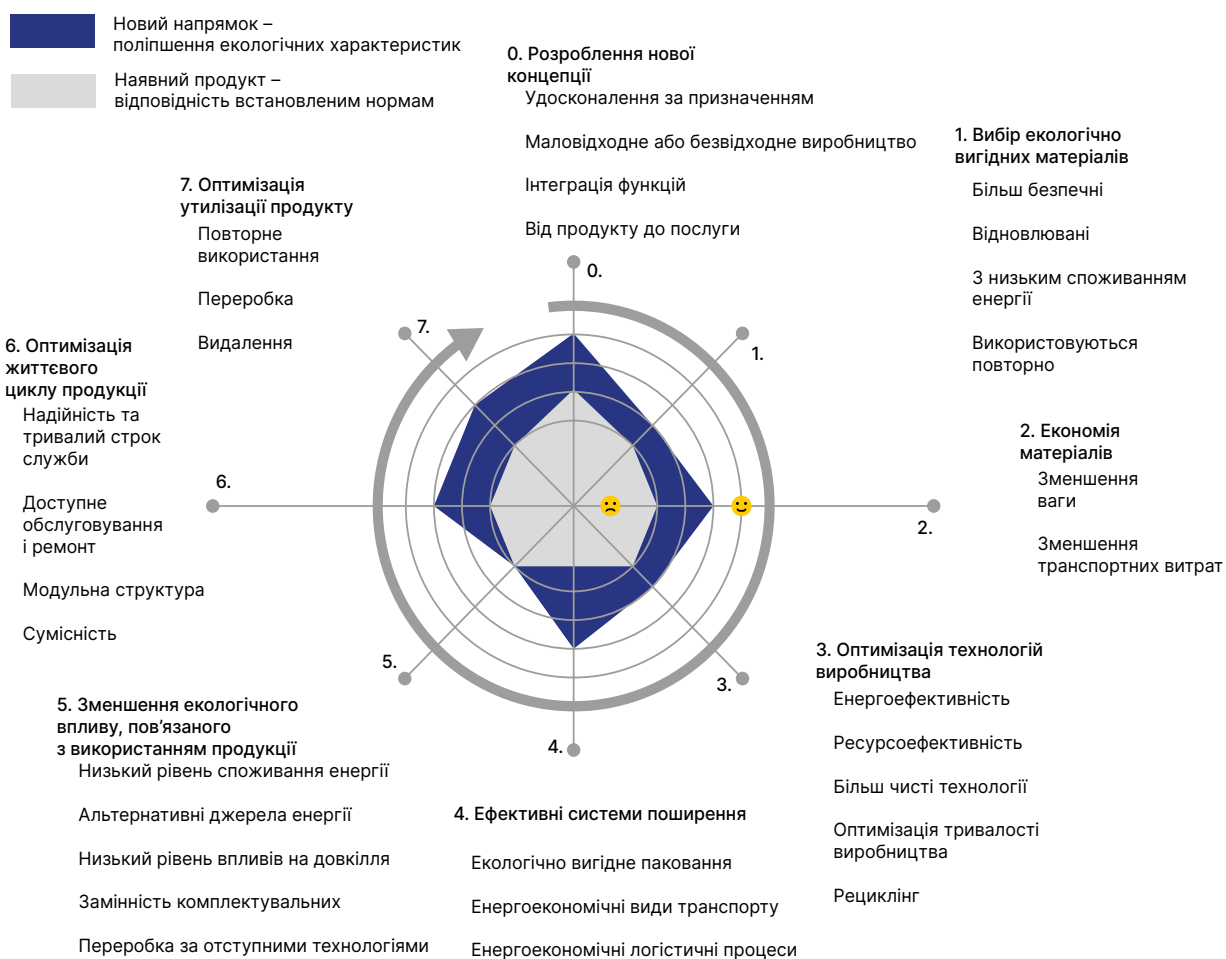 Новий напрямок –
поліпшення екологічних характеристик
Наявний продукт –
відповідність встановленим нормам
0. Розроблення нової
концепції
Удосконалення за призначенням
Маловідходне або безвідходне виробництво
Інтеграція функцій
Від продукту до послуги
1. Вибір екологічно
вигідних матеріалів
Більш безпечні
Відновлювані
З низьким споживанням
енергії
Використовуються
повторно
2. Економія
матеріалів
Зменшення
ваги
Зменшення
транспортних витрат
3. Оптимізація технологій
виробництва
Енергоефективність
Ресурсоефективність
Більш чисті технології
Оптимізація тривалості
виробництва
Рециклінг
4. Ефективні системи поширення
Екологічно вигідне паковання
Енергоекономічні види транспорту
Енергоекономічні логістичні процеси
5. Зменшення екологічного
впливу, пов’язаного
з використанням продукції
Низький рівень споживання енергії
Альтернативні джерела енергії
Низький рівень впливів на довкілля
Замінність комплектувальних
Переробка за отступними технологіями
6. Оптимізація
життєвого
циклу продукції
Надійність та
тривалий строк
служби
Доступне
обслуговування
і ремонт
Модульна структура
Сумісність
7. Оптимізація
утилізації продукту
Повторне
використання
Переробка
Видалення
0.
1.
2.
3.
4.
5.
6.
7.